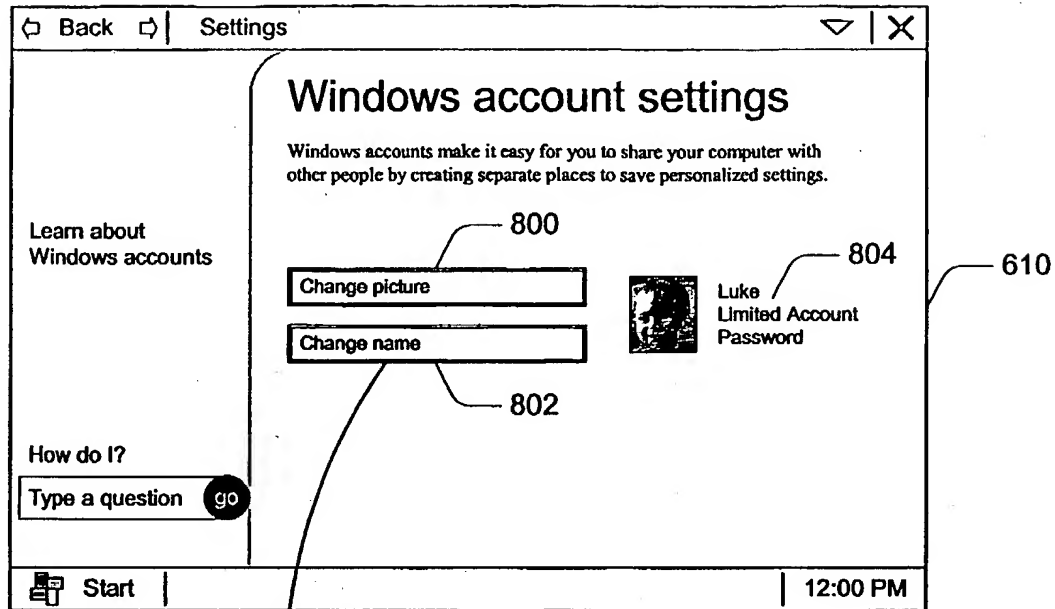 Back Settings
Windows account settings
Windows accounts make it easy for you to share your computer with
other people by creating separate places to save personalized settings.
Learn about
Windows accounts
800
804
610
Change picture
Luke
Limited Account
Password
Change name
802
How do I?
Type a question go
Start 12:00 PM